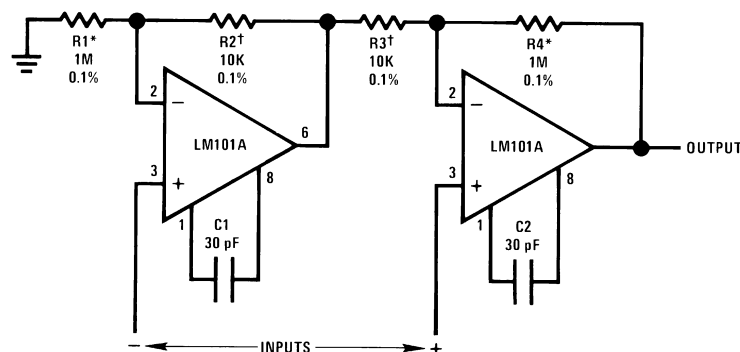 R1*
1M
0.1%
R2†
10K
0.1%
R3†
10K
0.1%
R4*
1M
0.1%
2
−
LM101A
6
3
+
8
1
C1
30 pF
2
−
LM101A
OUTPUT
3
+
8
1
C2
30 pF
− INPUTS +